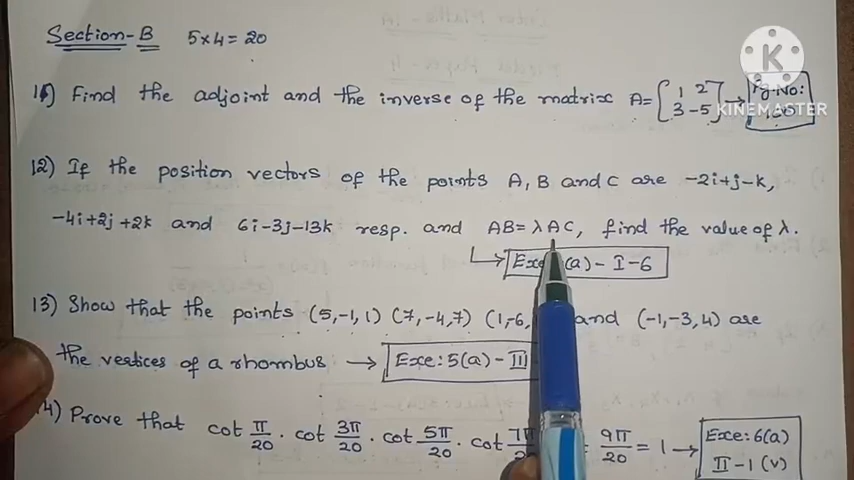 Section-B 5×4=20
11) Find the adjoint and the inverse of the matrix A= [1 2 3 -5] → Pg.No:
KINEMASTER
12) If the position vectors of the points A, B and C are -2i+j-k,
-4i+2j+2k and 6i-3j-13k resp. and AB=λAC, find the value of λ.
↳ Exe (a) - I-6
13) Show that the points (5,-1,1) (7,-4,7) (1,-6, and (-1,-3,4) are
the vertices of a rhombus → Exe: 5(a) - III
14) Prove that cot π/20 . cot 3π/20 . cot 5π/20 . cot 9π/20 = 1 → Exe: 6(a)
II-1 (v)